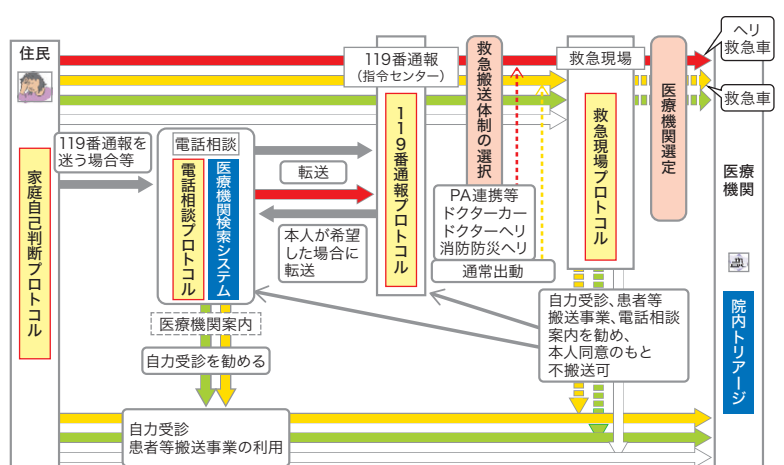 住民
119番通報
（指令センター）
救急搬送体制の選択
救急現場
医療機関選定
ヘリ
救急車
救急車
119番通報を
迷う場合等
電話相談
転送
家庭自己判断プロトコル
電話相談プロトコル
医療機関検索システム
119番通報プロトコル
救急現場プロトコル
医療
機関
本人が希望
した場合に
転送
PA連携等
ドクターカー
ドクターヘリ
消防防災ヘリ
通常出動
医療機関案内
自力受診を勧める
自力受診、患者等
搬送事業、電話相談
案内を勧め、
本人同意のもと
不搬送可
院内トリアージ
自力受診
患者等搬送事業の利用